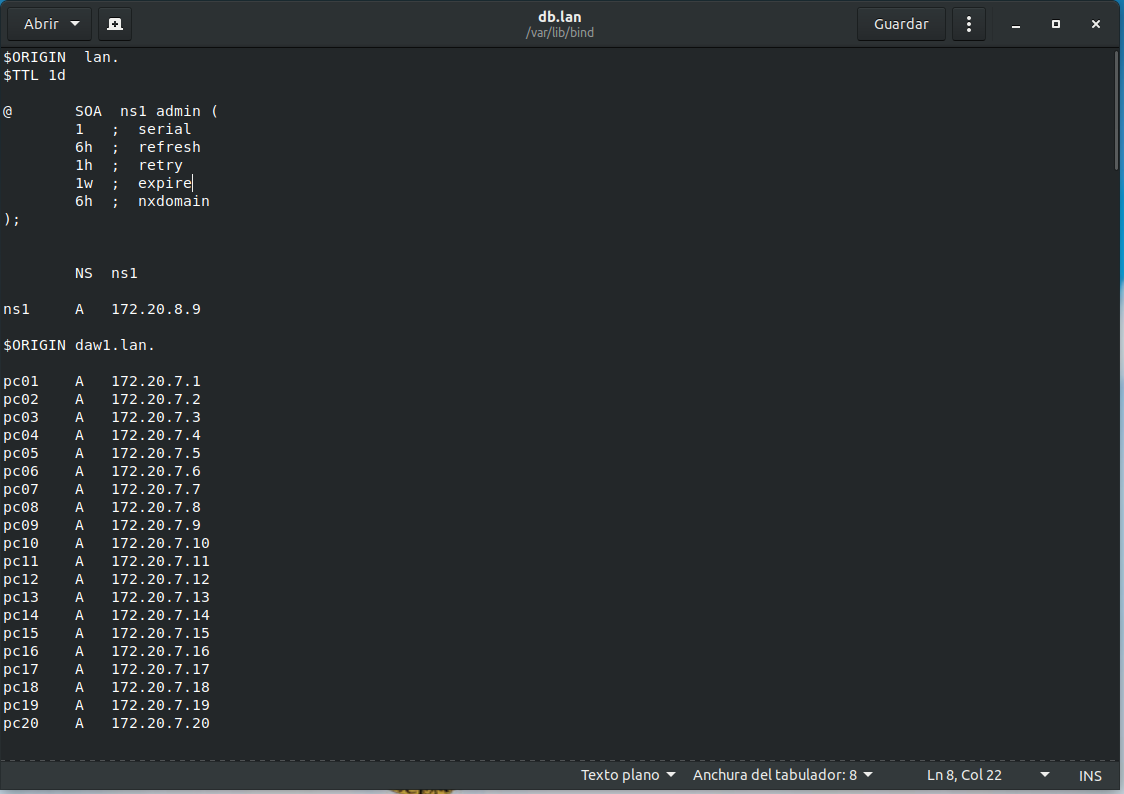 Abrir
db.lan
/var/lib/bind
Guardar
$ORIGIN  lan.
$TTL 1d
@       SOA  ns1 admin (
        1   ;  serial
        6h  ;  refresh
        1h  ;  retry
        1w  ;  expire
        6h  ;  nxdomain
);
        NS  ns1
ns1     A   172.20.8.9
$ORIGIN daw1.lan.
pc01    A   172.20.7.1
pc02    A   172.20.7.2
pc03    A   172.20.7.3
pc04    A   172.20.7.4
pc05    A   172.20.7.5
pc06    A   172.20.7.6
pc07    A   172.20.7.7
pc08    A   172.20.7.8
pc09    A   172.20.7.9
pc10    A   172.20.7.10
pc11    A   172.20.7.11
pc12    A   172.20.7.12
pc13    A   172.20.7.13
pc14    A   172.20.7.14
pc15    A   172.20.7.15
pc16    A   172.20.7.16
pc17    A   172.20.7.17
pc18    A   172.20.7.18
pc19    A   172.20.7.19
pc20    A   172.20.7.20
Texto plano  Anchura del tabulador: 8  Ln 8, Col 22  INS